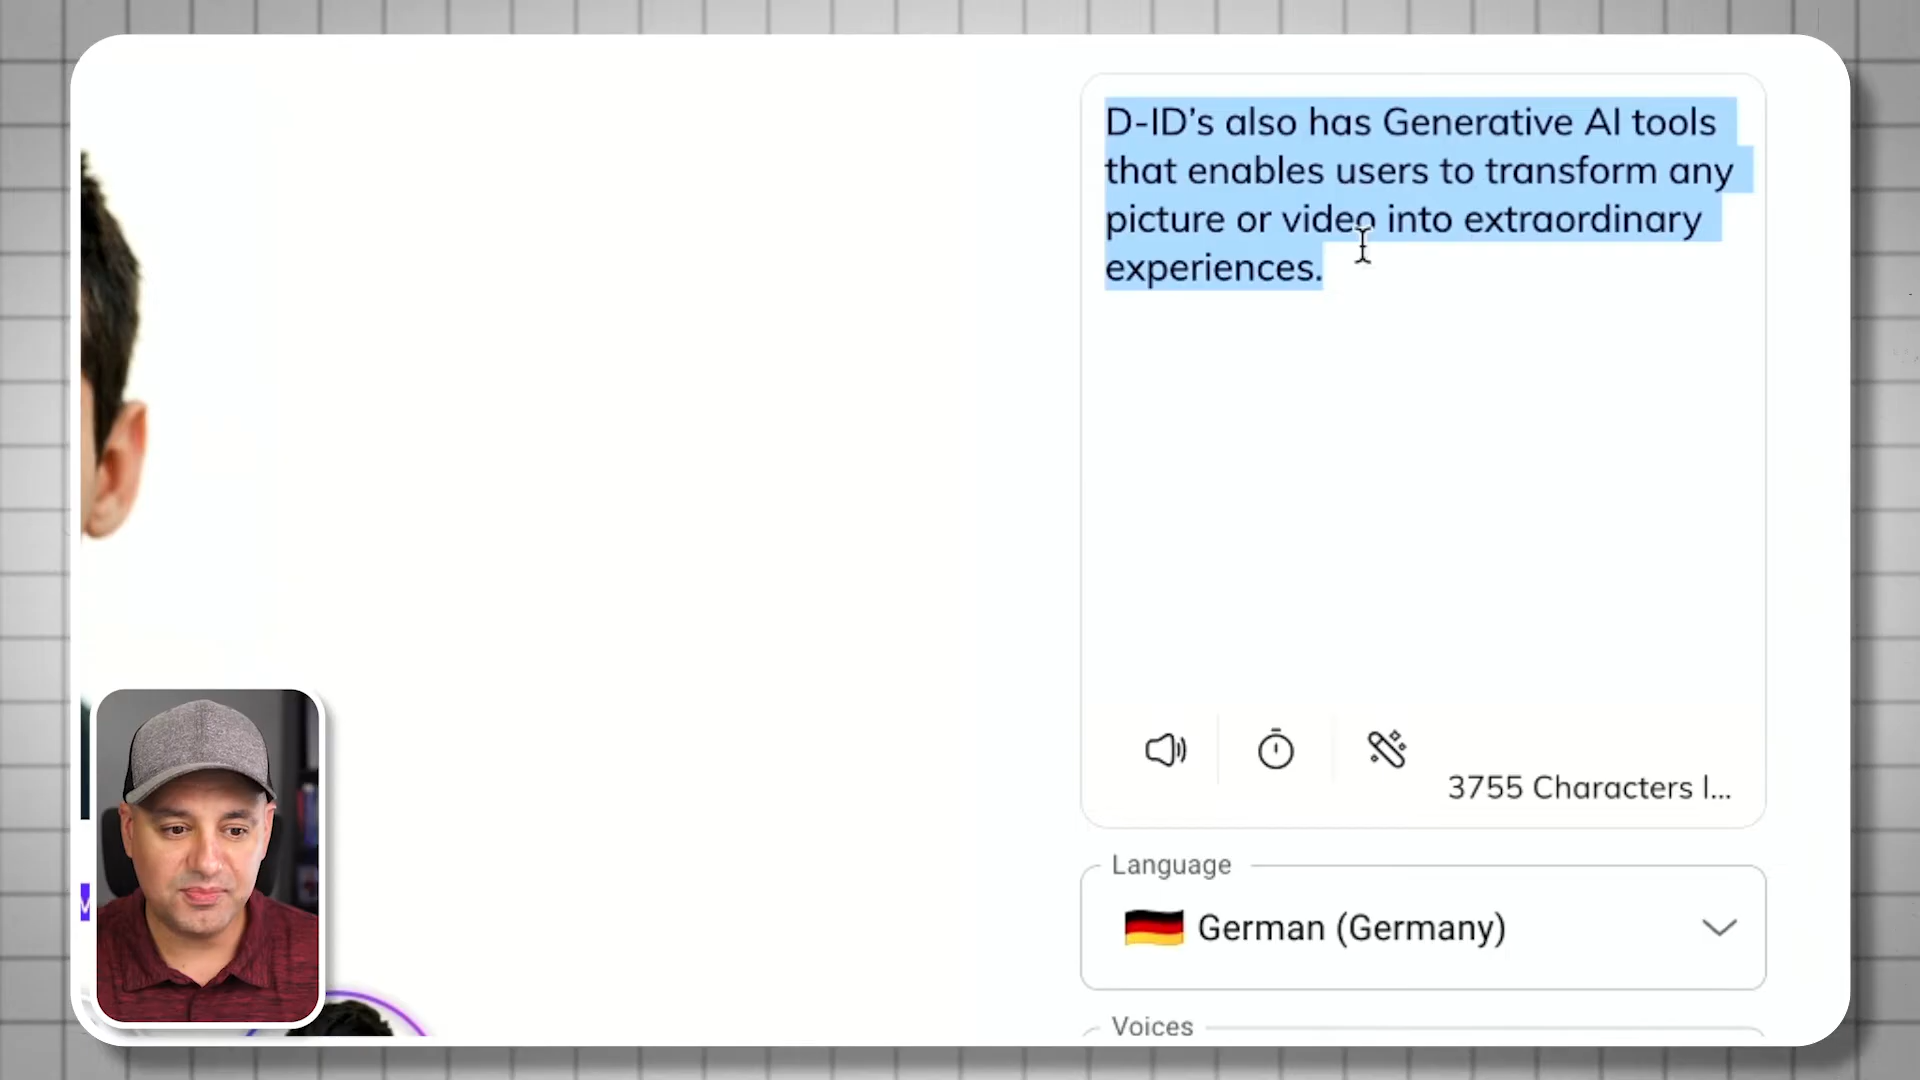 D-ID’s also has Generative AI tools
that enables users to transform any
picture or video into extraordinary
experiences.
3755 Characters l...
Language
German (Germany)
Voices